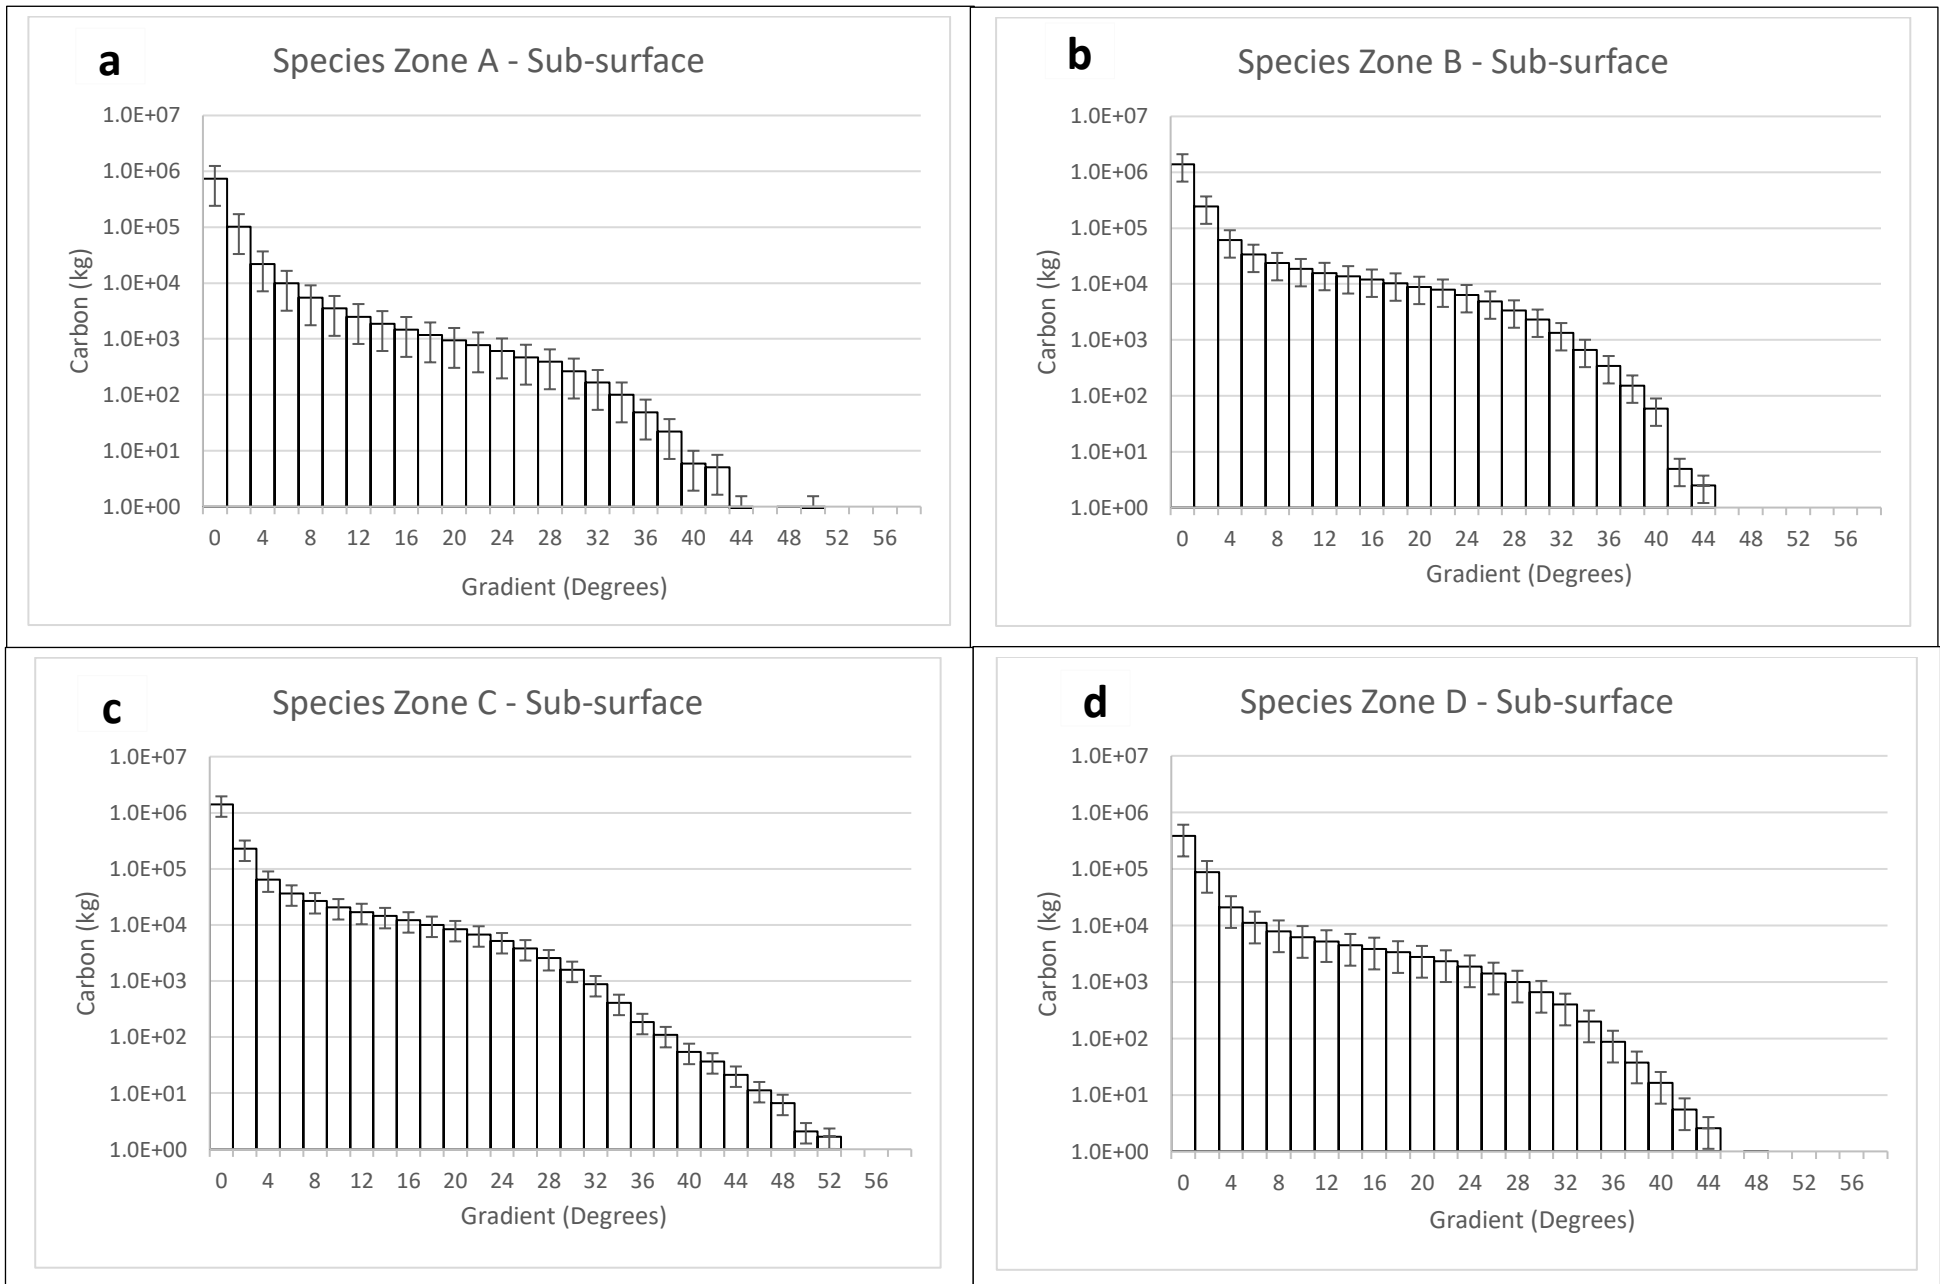 a
Species Zone A - Sub-surface
1.0E+07
1.0E+06
1.0E+05
1.0E+04
1.0E+03
1.0E+02
1.0E+01
1.0E+00
Carbon (kg)
0 4 8 12 16 20 24 28 32 36 40 44 48 52 56
Gradient (Degrees)
b
Species Zone B - Sub-surface
1.0E+07
1.0E+06
1.0E+05
1.0E+04
1.0E+03
1.0E+02
1.0E+01
1.0E+00
Carbon (kg)
0 4 8 12 16 20 24 28 32 36 40 44 48 52 56
Gradient (Degrees)
c
Species Zone C - Sub-surface
1.0E+07
1.0E+06
1.0E+05
1.0E+04
1.0E+03
1.0E+02
1.0E+01
1.0E+00
Carbon (kg)
0 4 8 12 16 20 24 28 32 36 40 44 48 52 56
Gradient (Degrees)
d
Species Zone D - Sub-surface
1.0E+07
1.0E+06
1.0E+05
1.0E+04
1.0E+03
1.0E+02
1.0E+01
1.0E+00
Carbon (kg)
0 4 8 12 16 20 24 28 32 36 40 44 48 52 56
Gradient (Degrees)